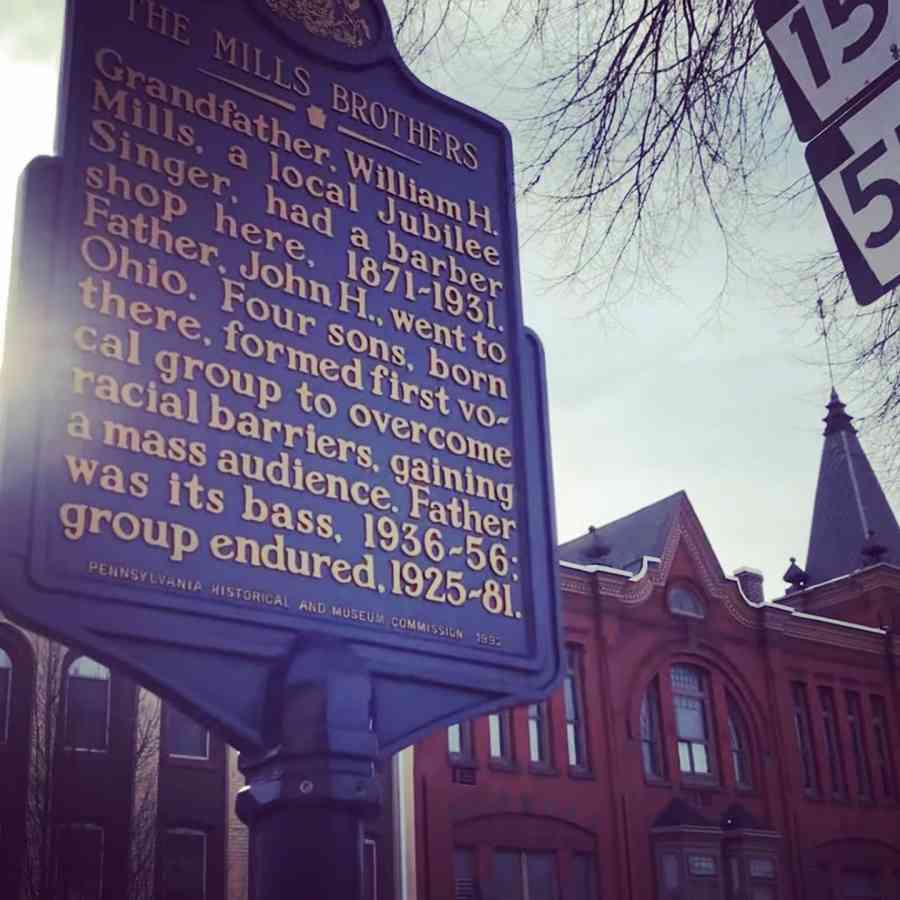 THE MILLS BROTHERS
Grandfather, William H.
Mills, a local Jubilee
Singer, had a barber
shop here, 1871-1931.
Father, John H., went to
Ohio. Four sons, born
there, formed first vo-
cal group to overcome
racial barriers, gaining
a mass audience. Father
was its bass, 1936-56;
group endured, 1925-81.
PENNSYLVANIA HISTORICAL AND MUSEUM COMMISSION 1992
15